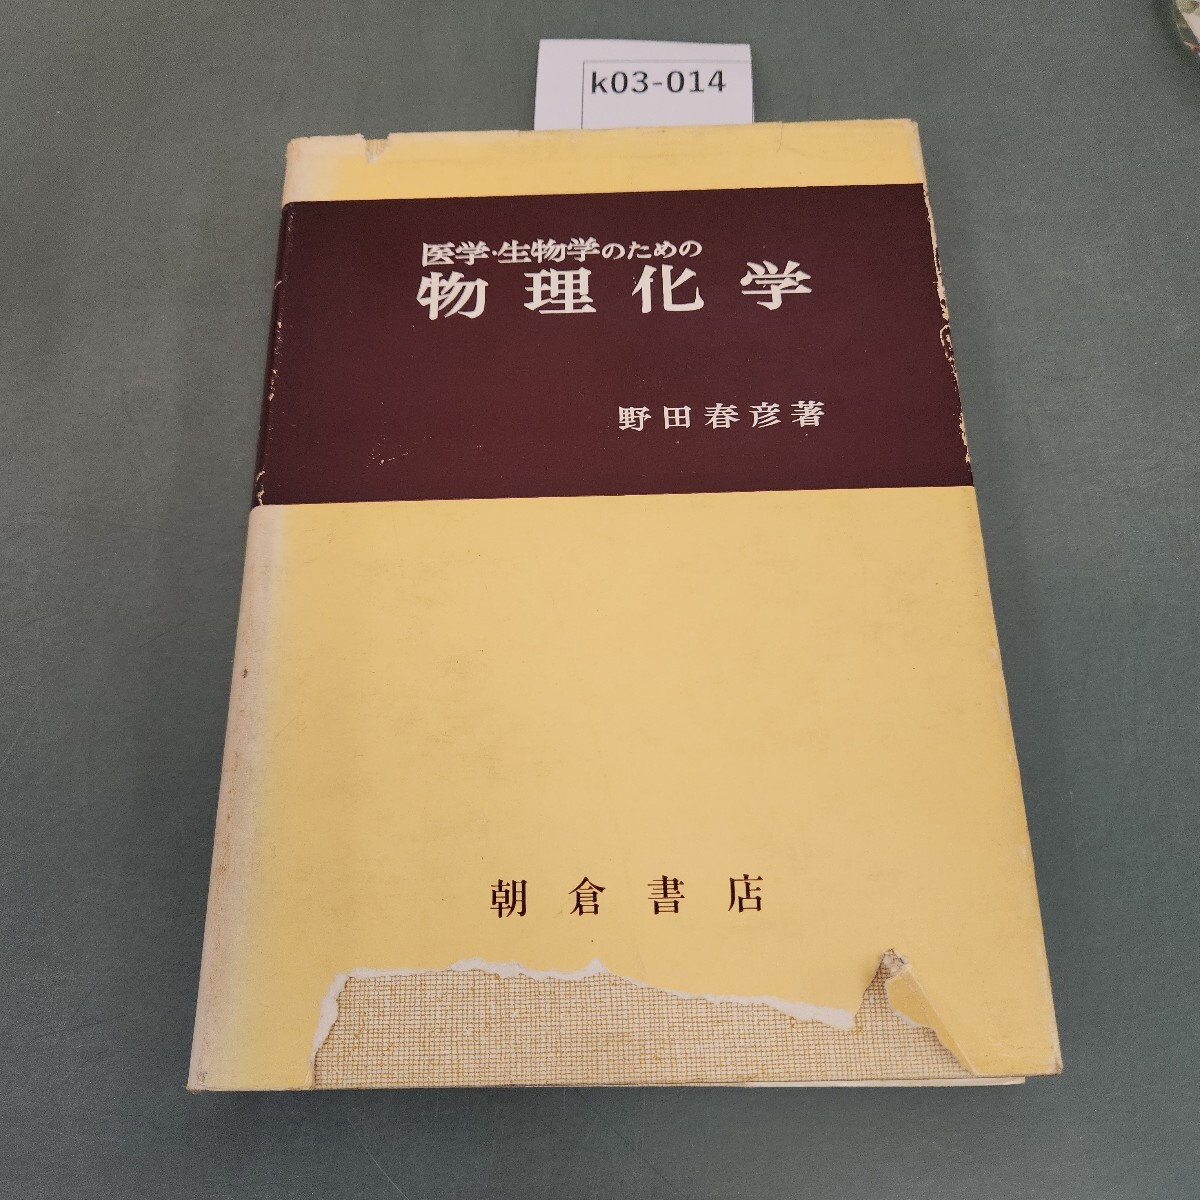 k03-014
医学・生物学のための
物理化学
野田春彦著
朝倉書店